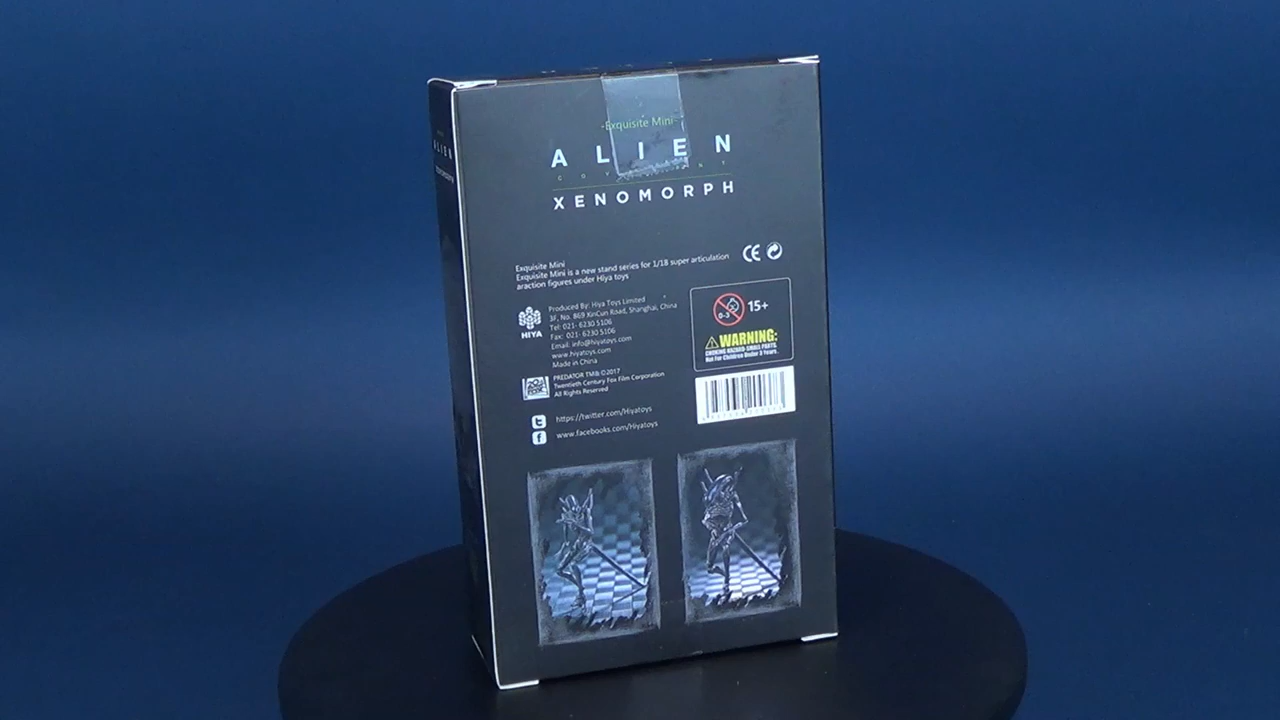 -Exquisite Mini-
ALIEN
COVENANT
XENOMORPH
ALIEN
Exquisite Mini
Exquisite Mini is a new stand series for 1/18 super articulation
araction figures under Hiya toys
CE
HIYA
Produced By: Hiya Toys Limited
3F, No. 869 XinCun Road, Shanghai, China
Tel: 021- 6230 5106
Fax: 021- 6230 5106
Email: info@hiyatoys.com
www.hiyatoys.com
Made in China
0-3
15+
WARNING:
CHOKING HAZARD-SMALL PARTS.
Not For Children Under 3 Years.
PREDATOR TM& ©2017
Twentieth Century Fox Film Corporation
All Rights Reserved
https://twitter.com/Hiyatoys
www.facebooks.com/Hiyatoys